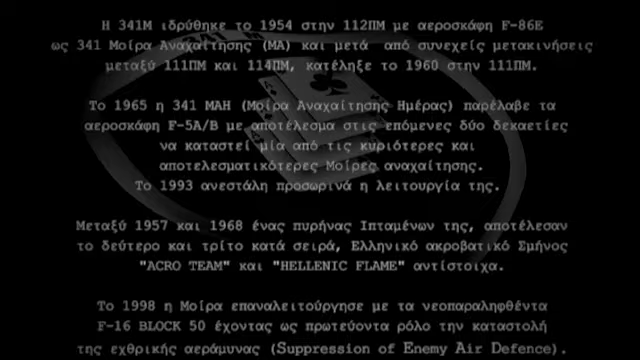 Η 341Μ ιδρύθηκε το 1954 στην 112ΠΜ με αεροσκάφη F-86E
ως 341 Μοίρα Αναχαίτησης (ΜΑ) και μετά από συνεχείς μετακινήσεις
μεταξύ 111ΠΜ και 114ΠΜ, κατέληξε το 1960 στην 111ΠΜ.
Το 1965 η 341 ΜΑΗ (Μοίρα Αναχαίτησης Ημέρας) παρέλαβε τα
αεροσκάφη F-5A/B με αποτέλεσμα στις επόμενες δύο δεκαετίες
να καταστεί μία από τις κυριότερες και
αποτελεσματικότερες Μοίρες αναχαίτισης.
Το 1993 ανεστάλη προσωρινά η λειτουργία της.
Μεταξύ 1957 και 1968 ένας πυρήνας Ιπταμένων της, αποτέλεσαν
το δεύτερο και τρίτο κατά σειρά, Ελληνικό ακροβατικό Σμήνος
"ACRO TEAM" και "HELLENIC FLAME" αντίστοιχα.
Το 1998 η Μοίρα επαναλειτούργησε με τα νεοπαραληφθέντα
F-16 BLOCK 50 έχοντας ως πρωτεύοντα ρόλο την καταστολή
της εχθρικής αεράμυνας (Suppression of Enemy Air Defence).